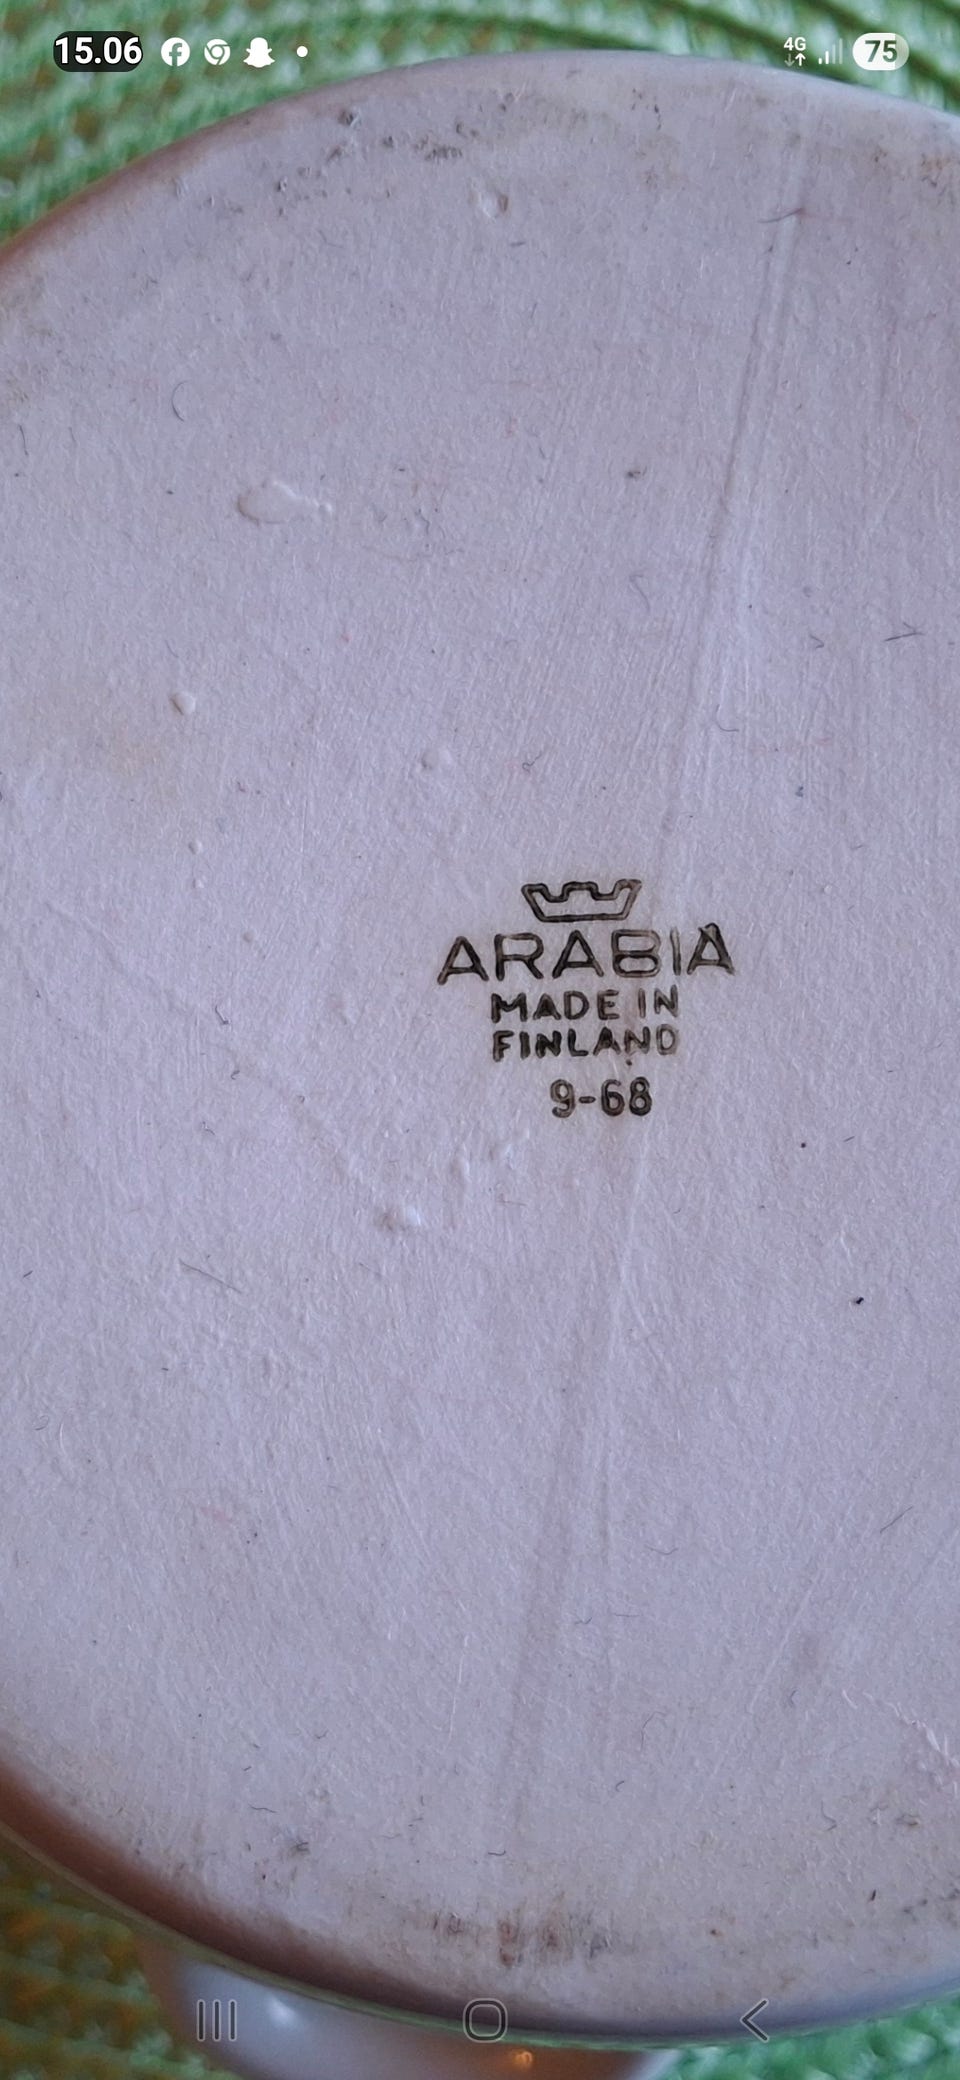 15.06
4G
75
ARABIA
MADE IN
FINLAND
9-68